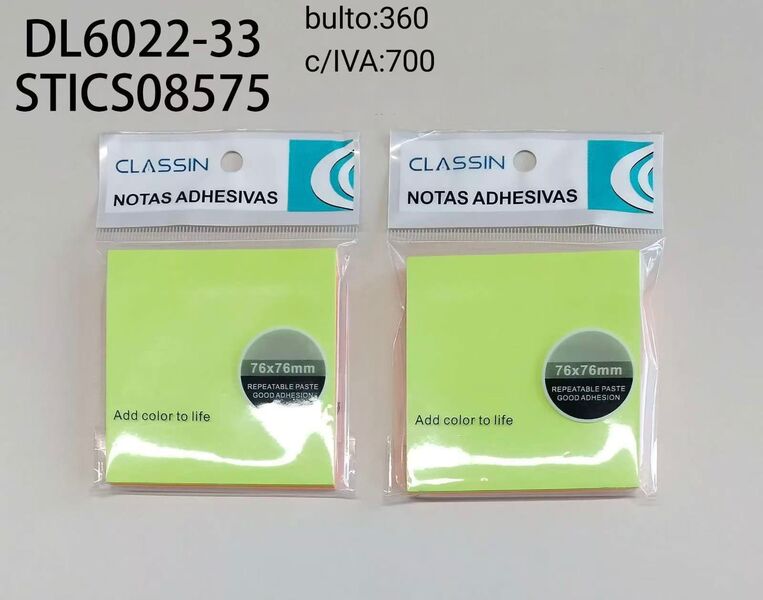 DL6022-33
STICS08575
bulto:360
c/IVA:700
CLASSIN
NOTAS ADHESIVAS
76x76mm
REPEATABLE PASTE
GOOD ADHESION
Add color to life
CLASSIN
NOTAS ADHESIVAS
76x76mm
REPEATABLE PASTE
GOOD ADHESION
Add color to life